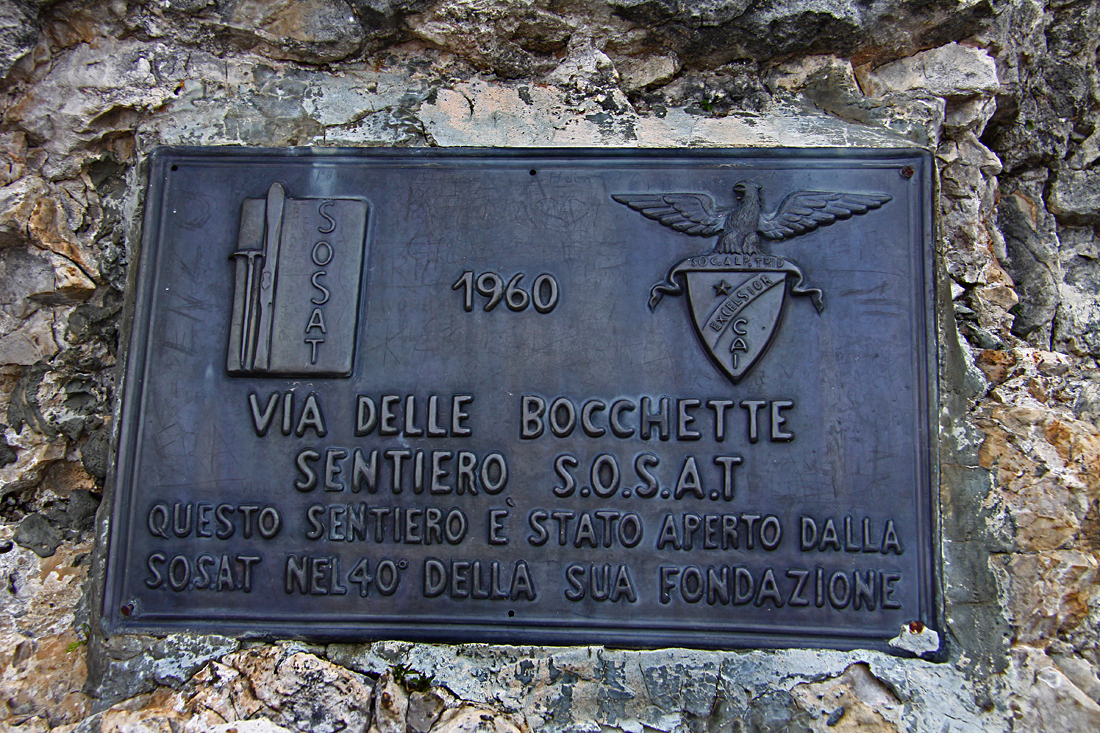 SOSAT
1960
SOC.ALP.TRID
EXCELSIOR
CAI
VIA DELLE BOCCHETTE
SENTIERO S.O.S.A.T
QUESTO SENTIERO È STATO APERTO DALLA
S.O.S.A.T NEL 40° DELLA SUA FONDAZIONE